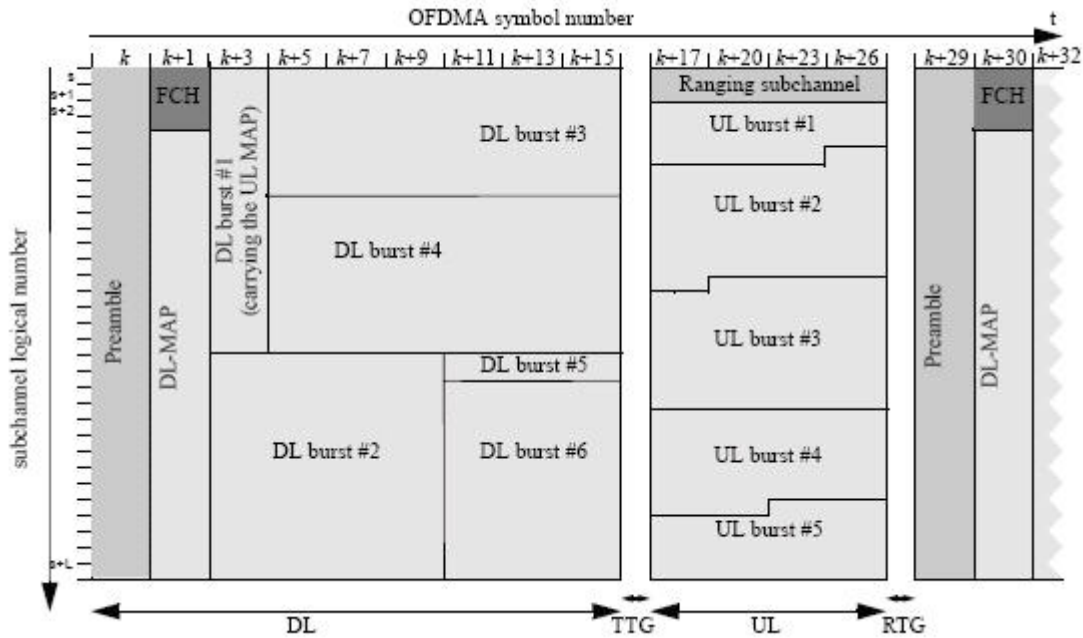 OFDMA symbol number
t
k
k+1
k+3
k+5
k+7
k+9
k+11
k+13
k+15
k+17
k+20
k+23
k+26
k+29
k+30
k+32
s
s+1
s+2
s+L
subchannel logical number
Preamble
FCH
DL-MAP
DL burst #1
(carrying the UL MAP)
DL burst #3
DL burst #4
DL burst #2
DL burst #5
DL burst #6
Ranging subchannel
UL burst #1
UL burst #2
UL burst #3
UL burst #4
UL burst #5
Preamble
FCH
DL-MAP
DL
TTG
UL
RTG